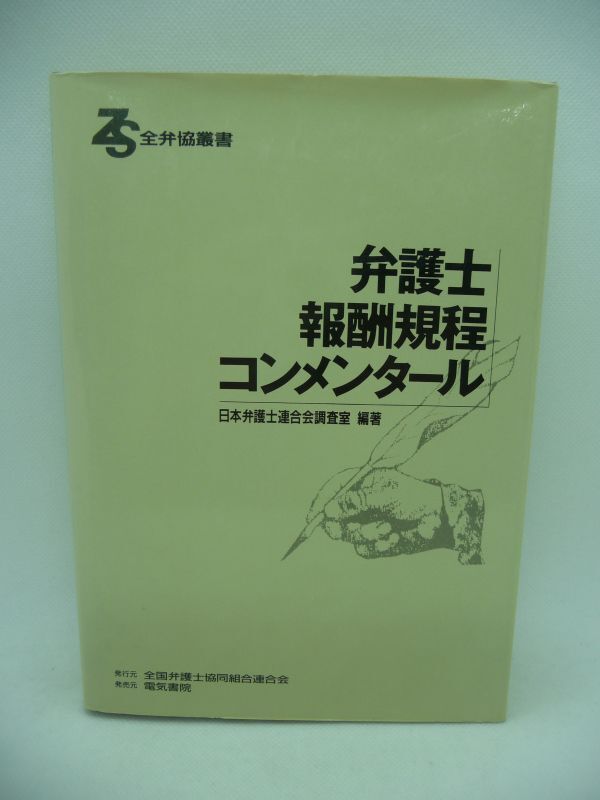 ZS 全弁協叢書
弁護士
報酬規程
コンメンタール
日本弁護士連合会調査室 編著
発行元 全国弁護士協同組合連合会
発売元 電気書院